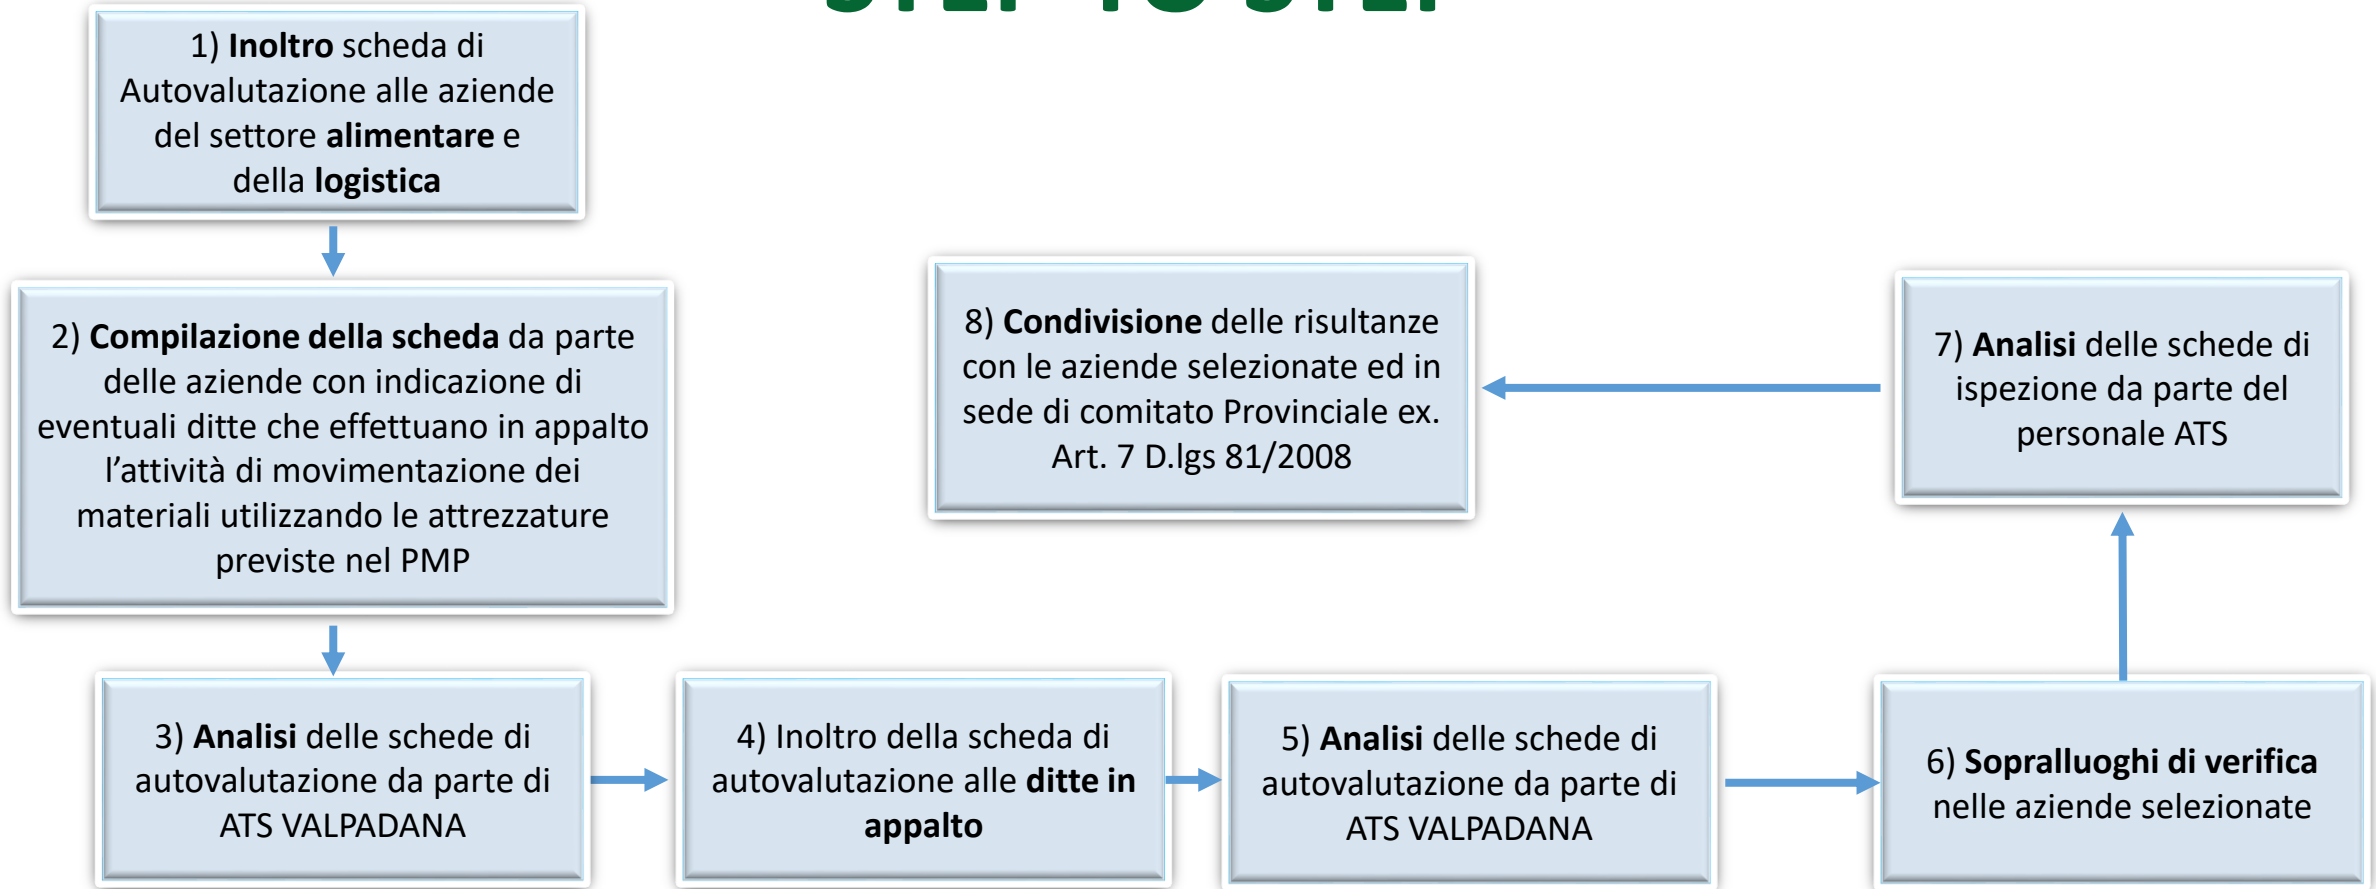 STEP TO STEP
1) Inoltro scheda di
Autovalutazione alle aziende
del settore alimentare e
della logistica
2) Compilazione della scheda da parte
delle aziende con indicazione di
eventuali ditte che effettuano in appalto
l’attività di movimentazione dei
materiali utilizzando le attrezzature
previste nel PMP
3) Analisi delle schede di
autovalutazione da parte di
ATS VALPADANA
4) Inoltro della scheda di
autovalutazione alle ditte in
appalto
5) Analisi delle schede di
autovalutazione da parte di
ATS VALPADANA
6) Sopralluoghi di verifica
nelle aziende selezionate
7) Analisi delle schede di
ispezione da parte del
personale ATS
8) Condivisione delle risultanze
con le aziende selezionate ed in
sede di comitato Provinciale ex.
Art. 7 D.lgs 81/2008